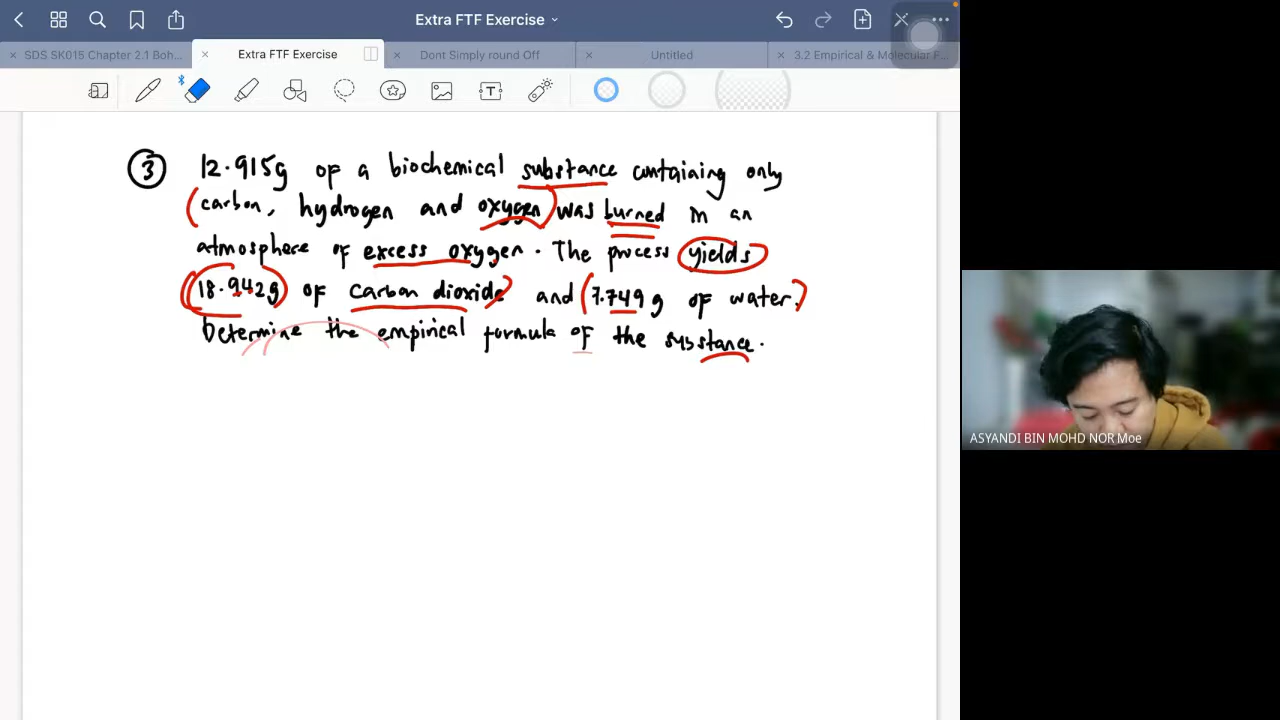 Extra FTF Exercise
SDS SK015 Chapter 2.1 Boh...
Extra FTF Exercise
Dont Simply round Off
Untitled
3.2 Empirical & Molecular F...
③ 12.915g of a biochemical substance containing only
carbon, hydrogen and oxygen was burned in an
atmosphere of excess oxygen. The process yields
18.942g of carbon dioxide and 7.749 g of water.
Determine the empirical formula of the substance.
ASYANDI BIN MOHD NOR Moe